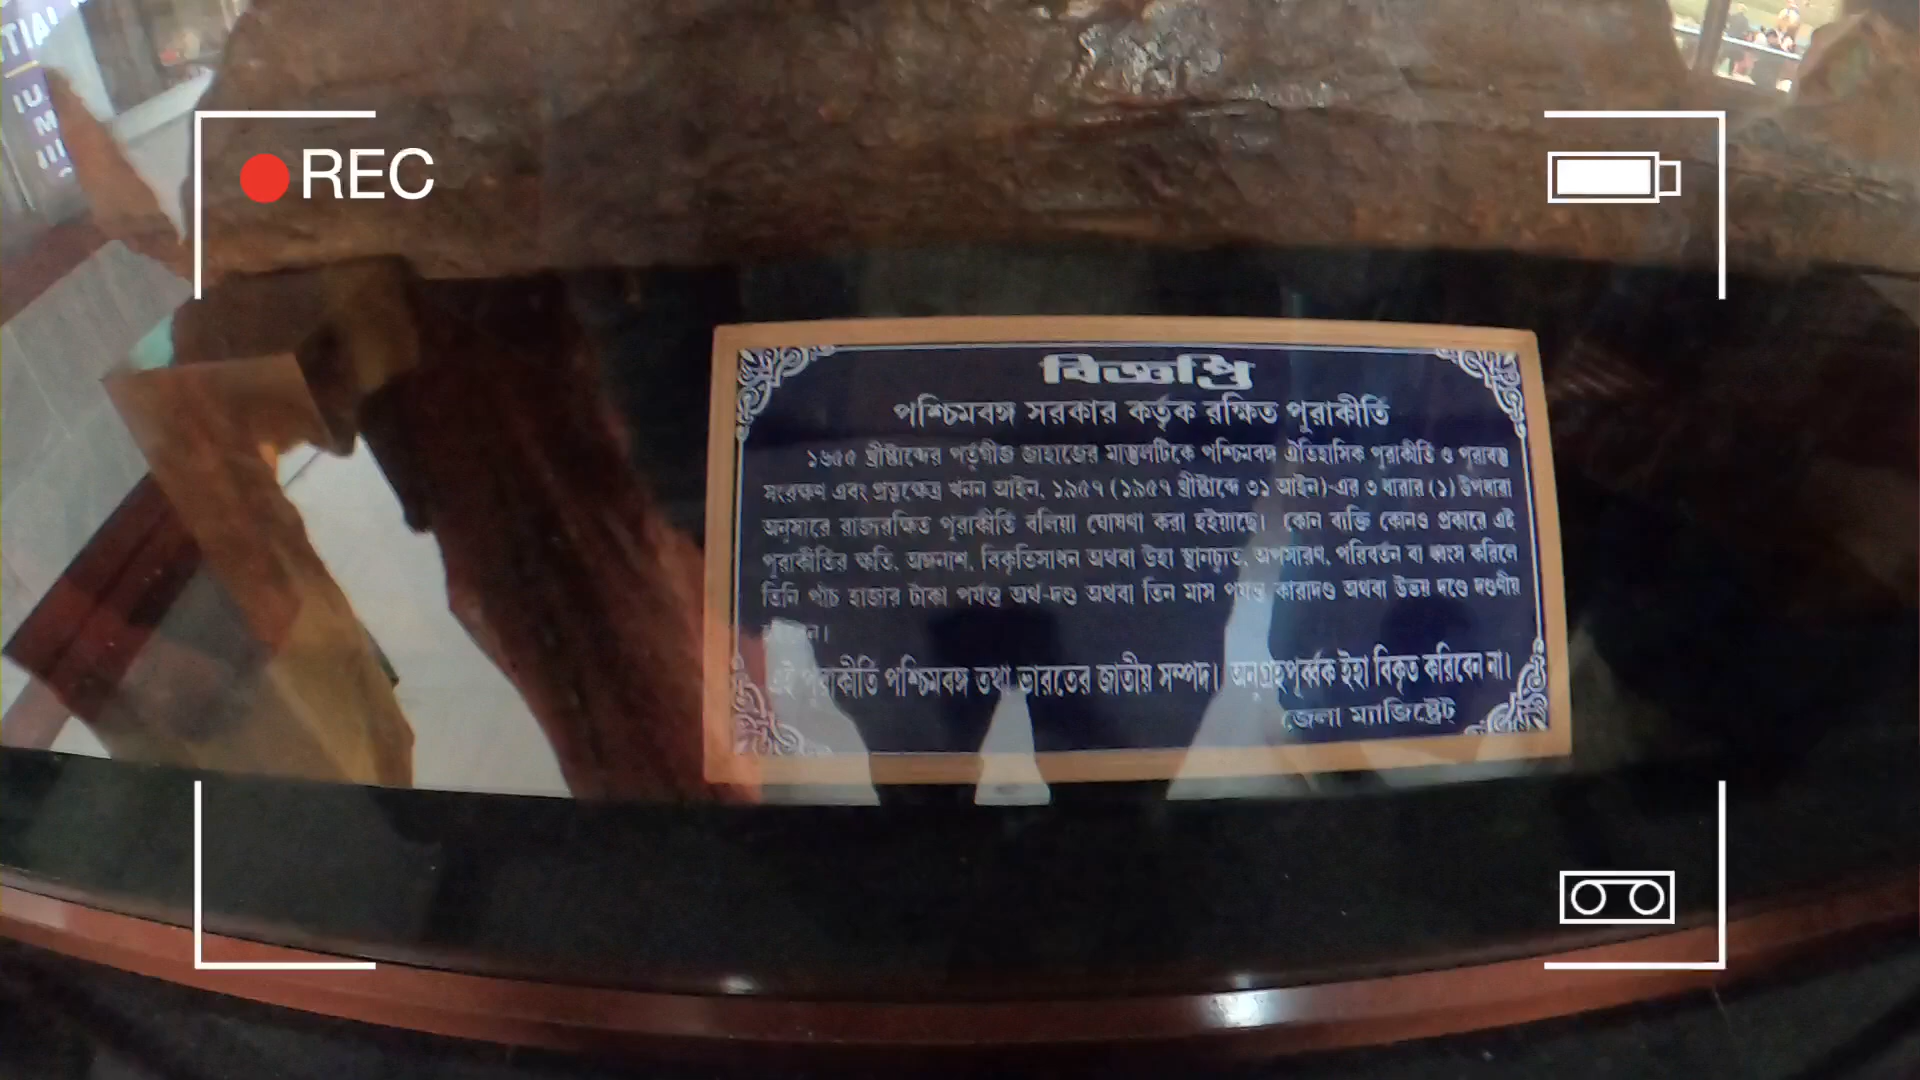 REC
বিজ্ঞপ্তি
পশ্চিমবঙ্গ সরকার কর্তৃক রক্ষিত পুরাকীর্তি
১৬৫৫ খ্রীষ্টাব্দের পর্তুগীজ জাহাজের মাস্তুলটিকে পশ্চিমবঙ্গ ঐতিহাসিক পুরাকীর্তি ও পুরাবস্তু
সংরক্ষণ এবং প্রত্নক্ষেত্র খনন আইন, ১৯৫৭ (১৯৫৭ খ্রীষ্টাব্দে ৩১ আইন)-এর ৩ ধারার (১) উপধারা
অনুসারে রাজ্যরক্ষিত পুরাকীর্তি বলিয়া ঘোষণা করা হইয়াছে। কোন ব্যক্তি কোনও প্রকারে এই
পুরাকীর্তির ক্ষতি, অঙ্গনাশ, বিকৃতিসাধন অথবা উহা স্থানচ্যুত, অপসারণ, পরিবর্তন বা ধ্বংস করিলে
তিনি পাঁচ হাজার টাকা পর্যন্ত অর্থ-দণ্ড অথবা তিন মাস পর্যন্ত কারাদণ্ড অথবা উভয় দণ্ডে দণ্ডণীয়
এই পুরাকীর্তি পশ্চিমবঙ্গ তথা ভারতের জাতীয় সম্পদ। অনুগ্রহপূর্ব্বক ইহা বিকৃত করিবেন না।
জেলা ম্যাজিষ্ট্রেট